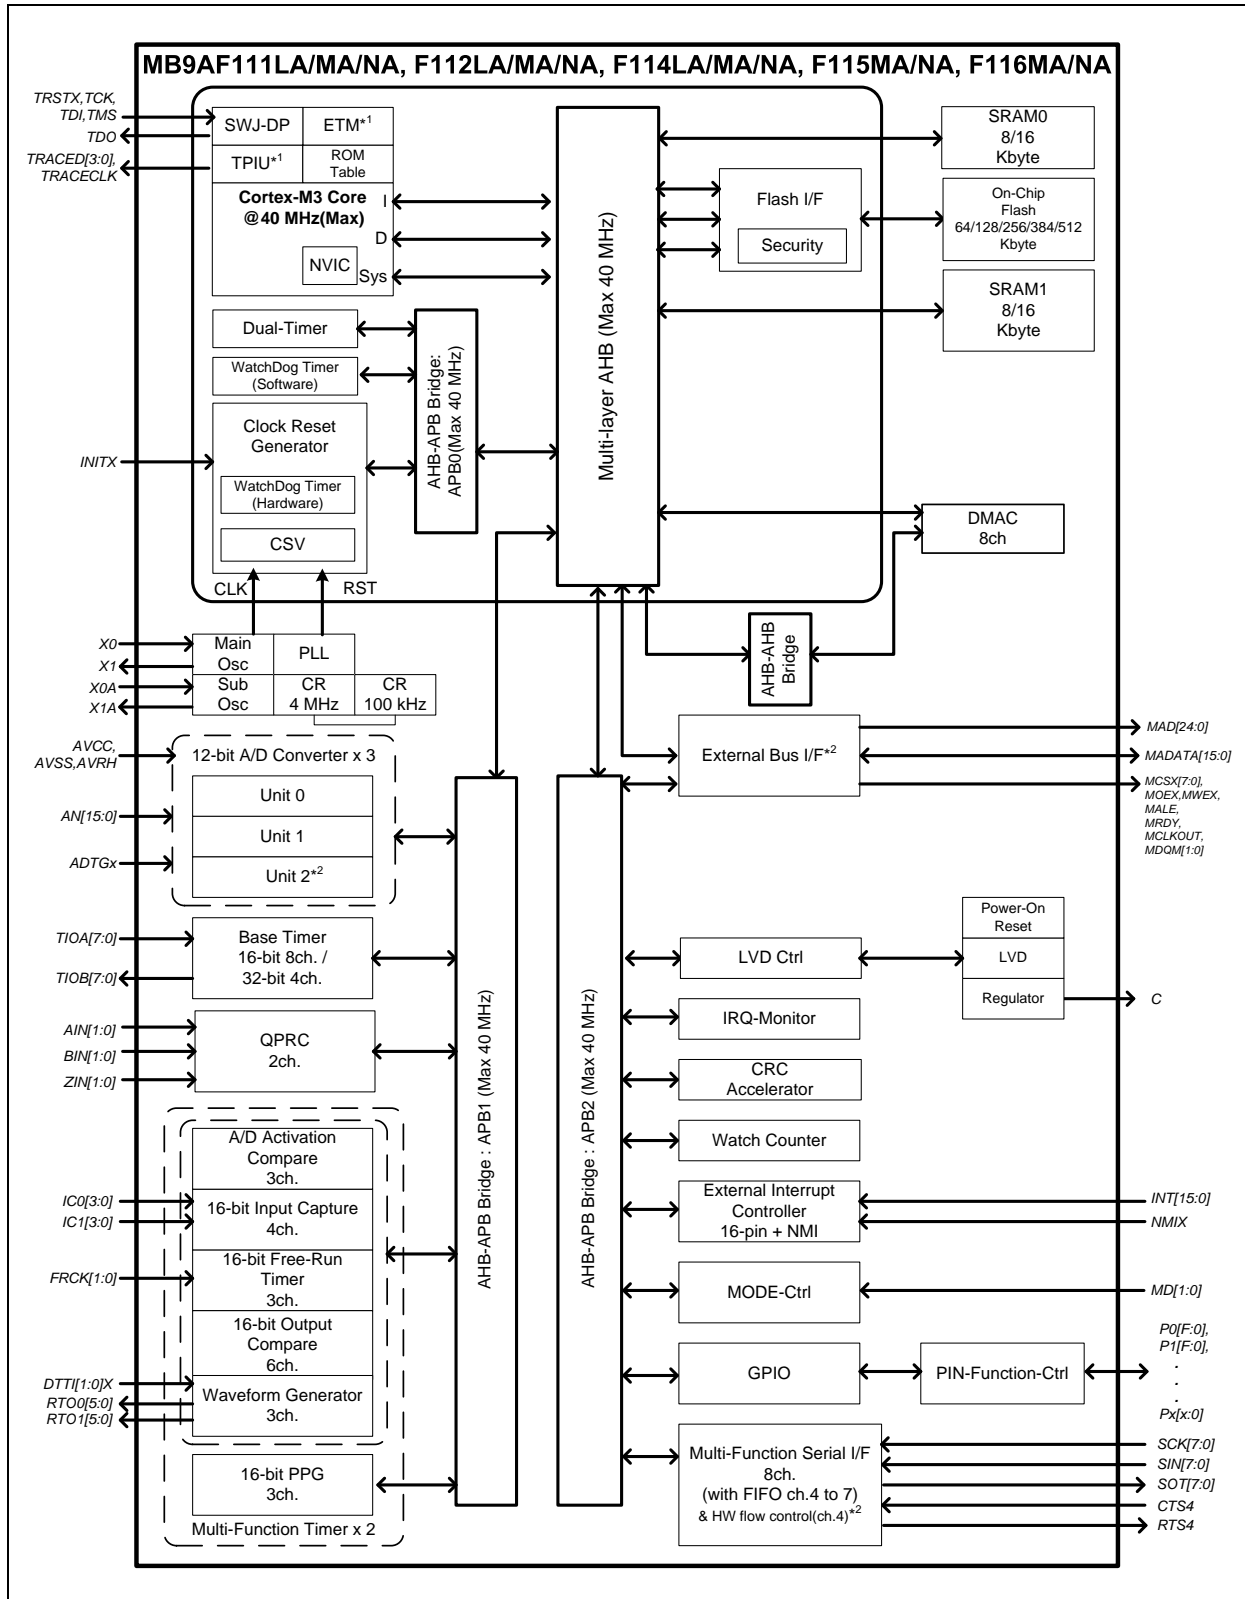 MB9AF111LA/MA/NA, F112LA/MA/NA, F114LA/MA/NA, F115MA/NA, F116MA/NA
TRSTX,TCK,
TDI,TMS
TDO
TRACED[3:0],
TRACECLK
SWJ-DP
ETM*1
TPIU*1
ROM
Table
Cortex-M3 Core
@40 MHz(Max)
I
D
NVIC
Sys
Multi-layer AHB (Max 40 MHz)
Flash I/F
Security
SRAM0
8/16
Kbyte
On-Chip
Flash
64/128/256/384/512
Kbyte
SRAM1
8/16
Kbyte
Dual-Timer
WatchDog Timer
(Software)
AHB-APB Bridge:
APB0(Max 40 MHz)
INITX
Clock Reset
Generator
WatchDog Timer
(Hardware)
CSV
CLK
RST
DMAC
8ch
AHB-AHB
Bridge
X0
X1
X0A
X1A
Main
Osc
PLL
Sub
Osc
CR
4 MHz
CR
100 kHz
AVCC,
AVSS,AVRH
AN[15:0]
ADTGx
12-bit A/D Converter x 3
Unit 0
Unit 1
Unit 2*2
External Bus I/F*2
MAD[24:0]
MADATA[15:0]
MCSX[7:0],
MOEX,MWEX,
MALE,
MRDY,
MCLKOUT,
MDQM[1:0]
AHB-APB Bridge : APB1 (Max 40 MHz)
AHB-APB Bridge : APB2 (Max 40 MHz)
TIOA[7:0]
TIOB[7:0]
Base Timer
16-bit 8ch. /
32-bit 4ch.
LVD Ctrl
Power-On
Reset
LVD
Regulator
C
AIN[1:0]
BIN[1:0]
ZIN[1:0]
QPRC
2ch.
IRQ-Monitor
CRC
Accelerator
Watch Counter
A/D Activation
Compare
3ch.
IC0[3:0]
IC1[3:0]
16-bit Input Capture
4ch.
FRCK[1:0]
16-bit Free-Run
Timer
3ch.
16-bit Output
Compare
6ch.
DTTI[1:0]X
RTO0[5:0]
RTO1[5:0]
Waveform Generator
3ch.
16-bit PPG
3ch.
Multi-Function Timer x 2
External Interrupt
Controller
16-pin + NMI
INT[15:0]
NMIX
MODE-Ctrl
MD[1:0]
GPIO
PIN-Function-Ctrl
P0[F:0],
P1[F:0],
.
.
.
Px[x:0]
Multi-Function Serial I/F
8ch.
(with FIFO ch.4 to 7)
& HW flow control(ch.4)*2
SCK[7:0]
SIN[7:0]
SOT[7:0]
CTS4
RTS4